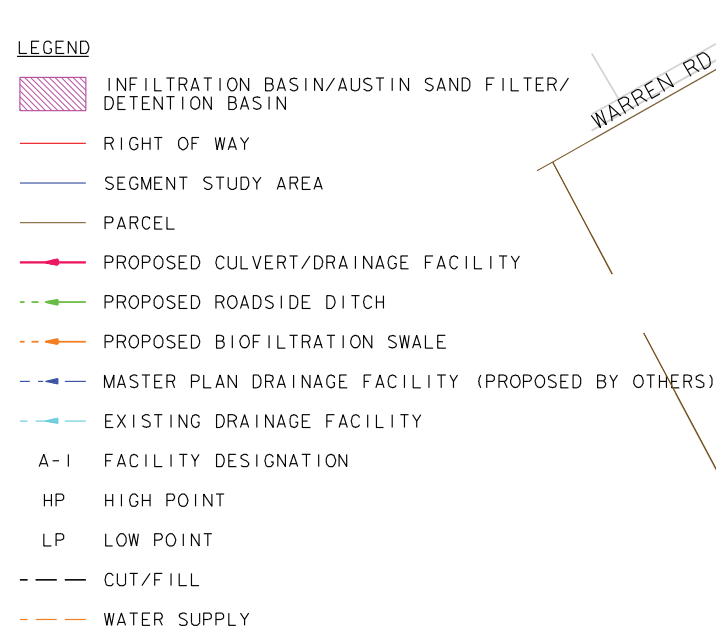 LEGEND
INFILTRATION BASIN/AUSTIN SAND FILTER/
DETENTION BASIN
RIGHT OF WAY
SEGMENT STUDY AREA
PARCEL
PROPOSED CULVERT/DRAINAGE FACILITY
PROPOSED ROADSIDE DITCH
PROPOSED BIOFILTRATION SWALE
MASTER PLAN DRAINAGE FACILITY (PROPOSED BY OTHERS)
EXISTING DRAINAGE FACILITY
A-1 FACILITY DESIGNATION
HP HIGH POINT
LP LOW POINT
CUT/FILL
WATER SUPPLY
WARREN RD